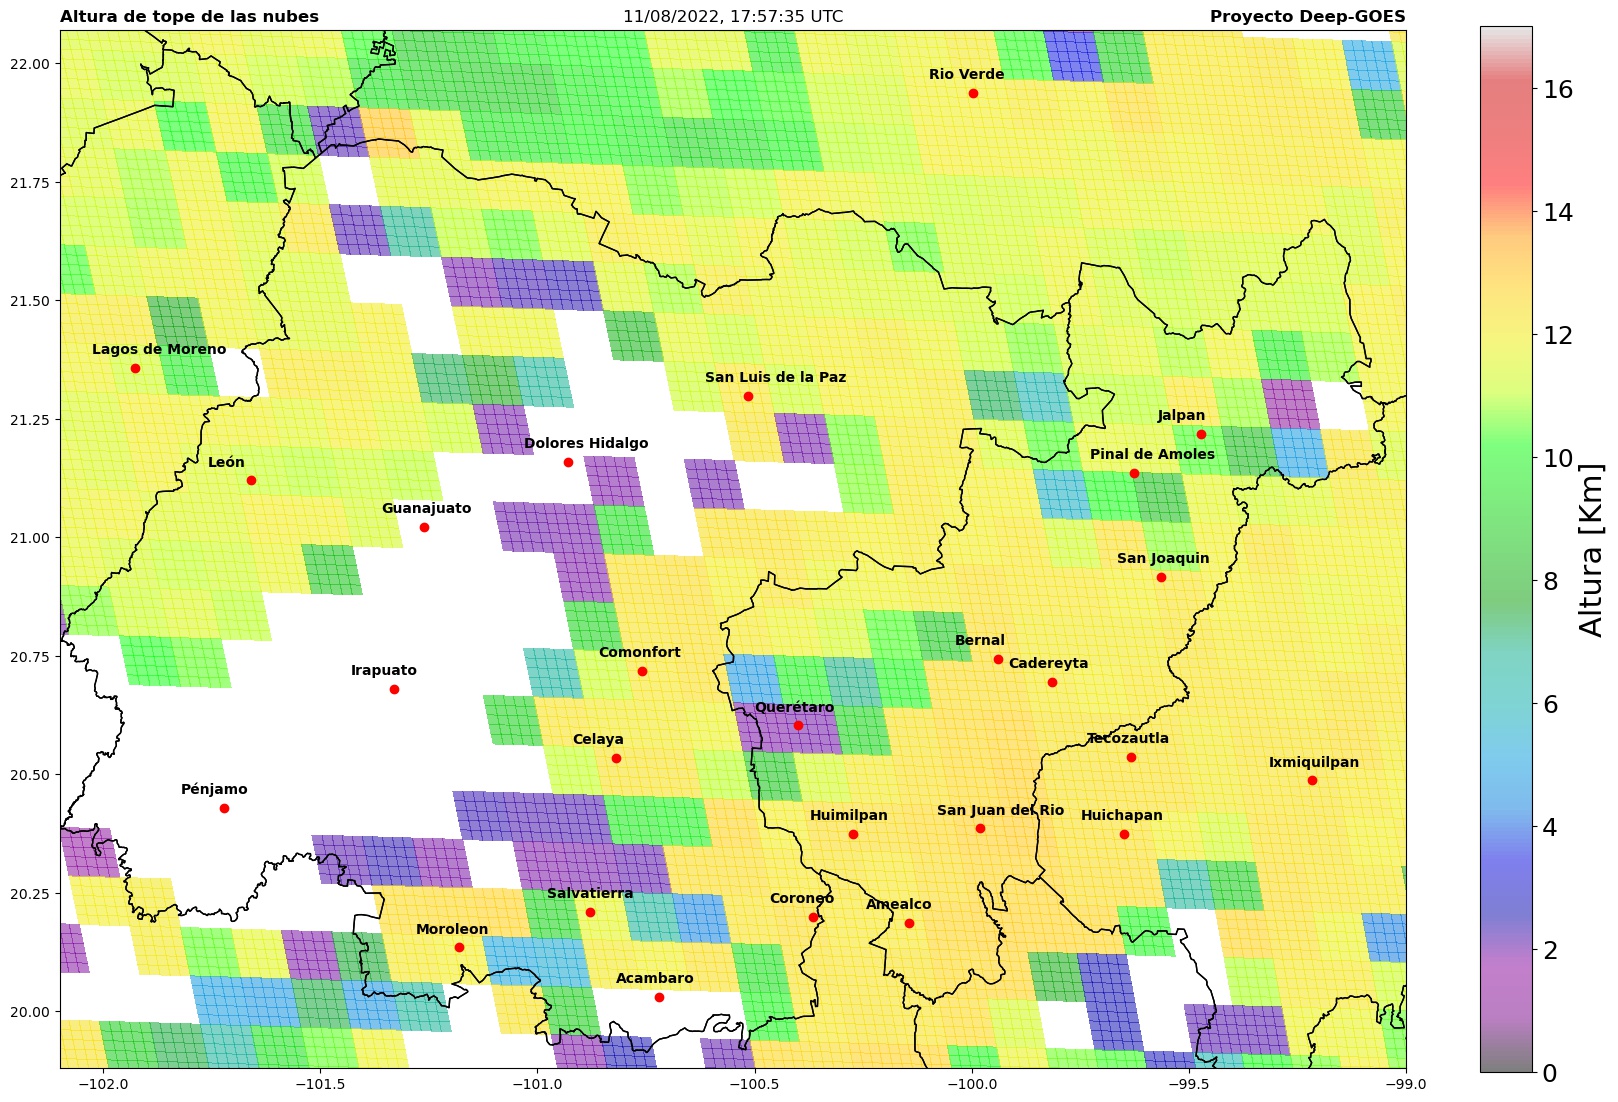 Altura de tope de las nubes
11/08/2022, 17:57:35 UTC
Proyecto Deep-GOES
22.00
21.75
21.50
21.25
21.00
20.75
20.50
20.25
20.00
Rio Verde
Lagos de Moreno
San Luis de la Paz
Jalpan
Dolores Hidalgo
Pinal de Amoles
León
Guanajuato
San Joaquin
Bernal
Comonfort
Cadereyta
Irapuato
Querétaro
Celaya
Tecozautla
Ixmiquilpan
Pénjamo
Huimilpan
San Juan del Rio
Huichapan
Salvatierra
Coroneo
Amealco
Moroleon
Acambaro
−102.0
−101.5
−101.0
−100.5
−100.0
−99.5
−99.0
16
14
12
10
8
6
4
2
0
Altura [Km]